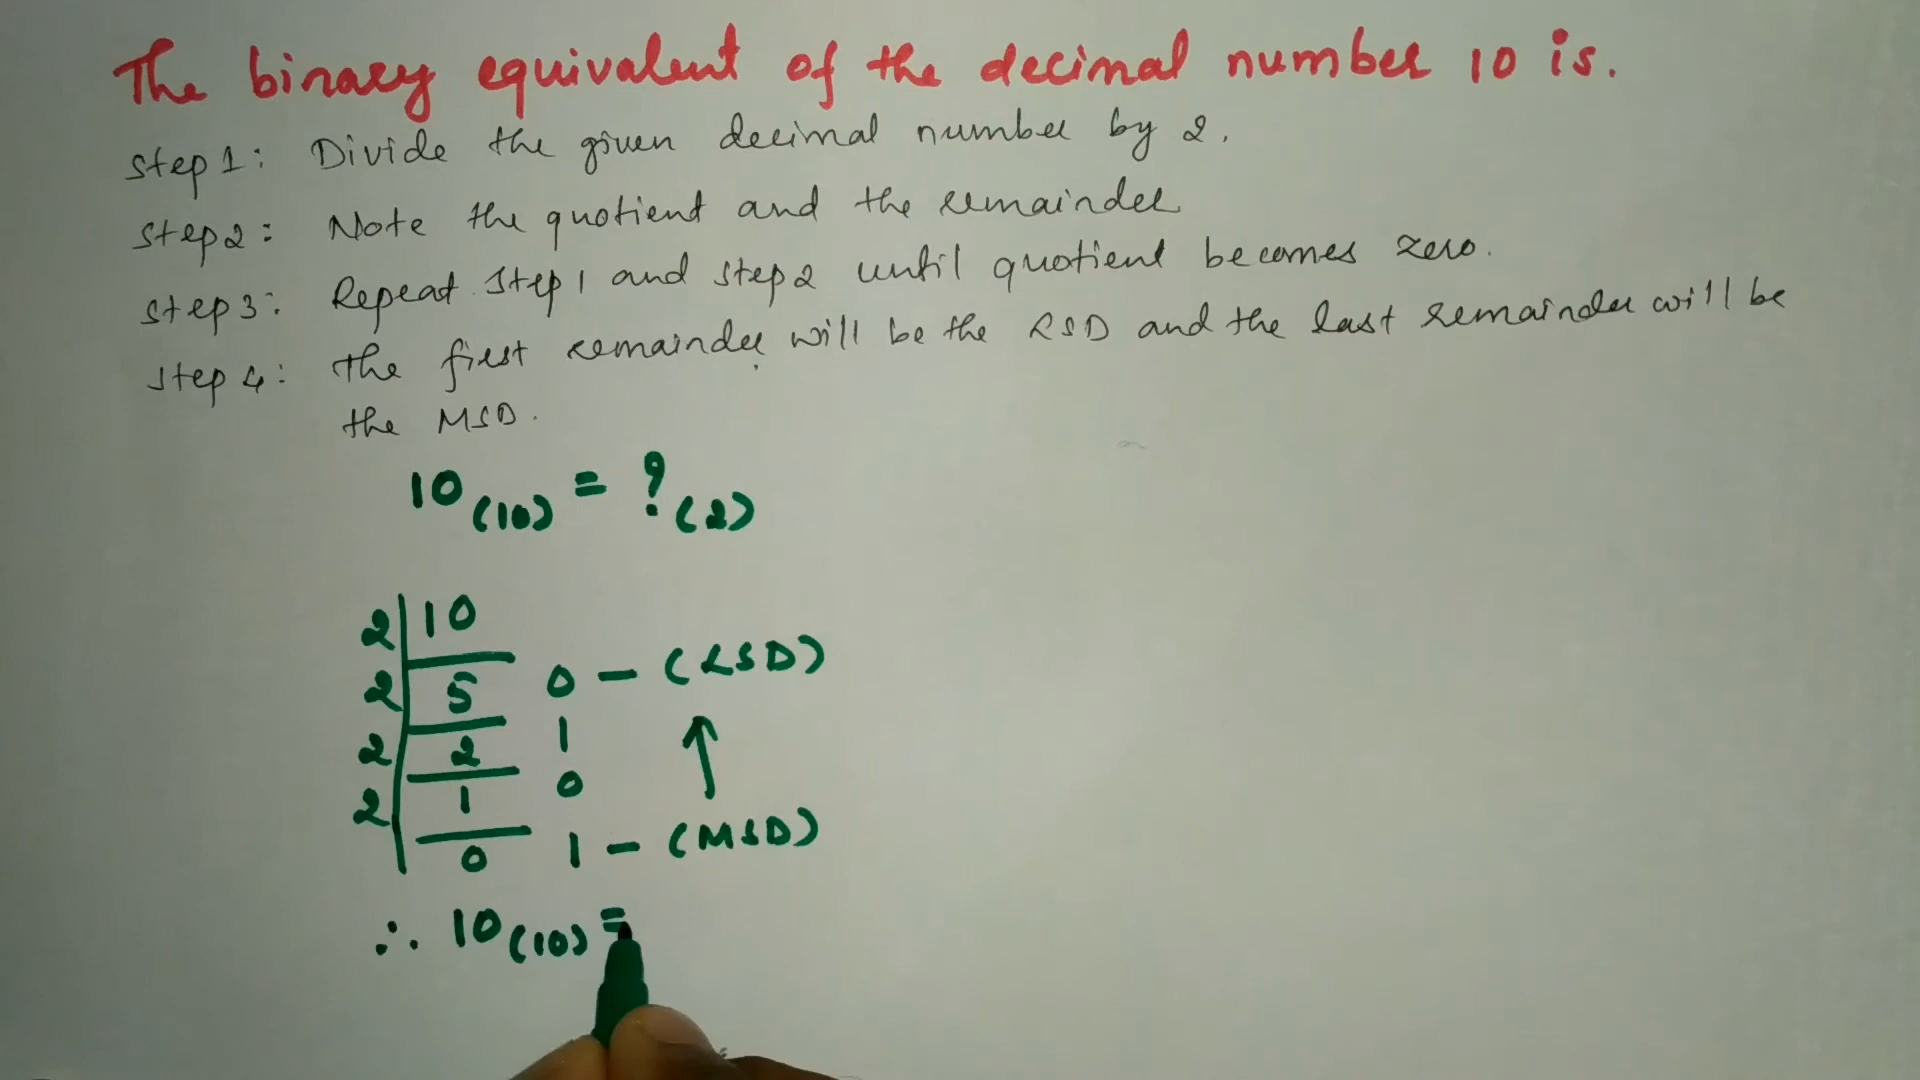 The binary equivalent of the decimal number 10 is.
Step 1: Divide the given decimal number by 2.
Step 2: Note the quotient and the remainder
Step 3: Repeat Step 1 and step 2 until quotient becomes zero.
Step 4: The first remainder will be the LSD and the last remainder will be
the MSD.
10 (10) = ? (2)
2 10
2 5 0 - (LSD)
2 2 1 ↑
2 1 0
0 1 - (MSD)
∴ 10 (10) =